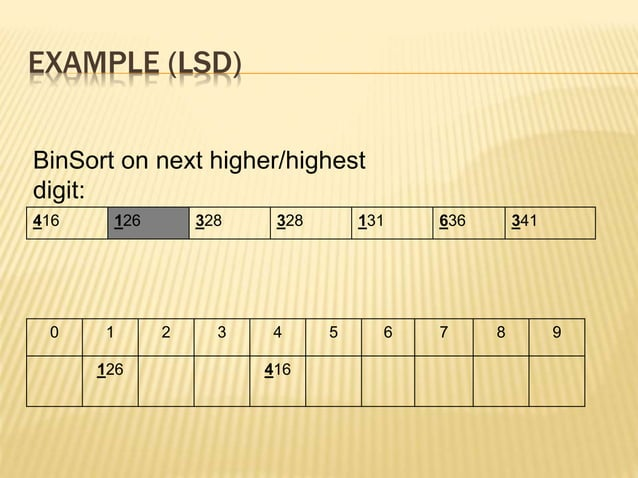 EXAMPLE (LSD)
BinSort on next higher/highest
digit:
416 126 328 328 131 636 341
0 1 2 3 4 5 6 7 8 9
126 416